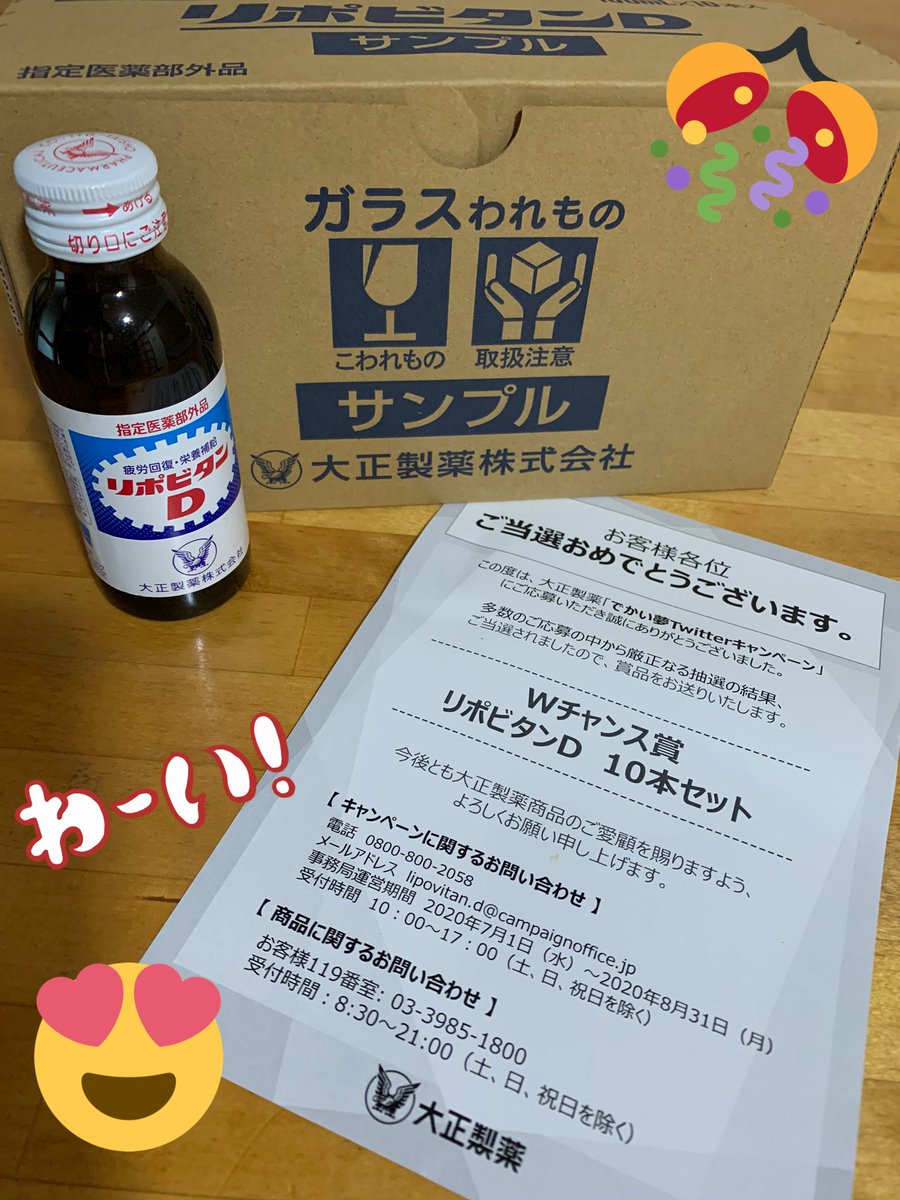 リポビタンD
100mL×10本入
サンプル
指定医薬部外品
ガラスわれもの
こわれもの
取扱注意
サンプル
大正製薬株式会社
あける
切り口にご注意
指定医薬部外品
疲労回復・栄養補給
リポビタン
D
大正製薬株式会社
わーい!
お客様各位
ご当選おめでとうございます。
この度は、大正製薬「でかい夢Twitterキャンペーン」
にご応募いただき誠にありがとうございました。
多数のご応募の中から厳正なる抽選の結果、
ご当選されましたので、賞品をお送りいたします。
Wチャンス賞
リポビタンD 10本セット
今後とも大正製薬商品のご愛顧を賜りますよう、
よろしくお願い申し上げます。
【 キャンペーンに関するお問い合わせ 】
電話 0800-800-2058
メールアドレス lipovitan.d@campaignoffice.jp
事務局運営期間 2020年7月1日(水)~2020年8月31日(月)
受付時間 10:00~17:00(土、日、祝日を除く)
【 商品に関するお問い合わせ 】
お客様119番室: 03-3985-1800
受付時間:8:30~21:00(土、日、祝日を除く)
大正製薬